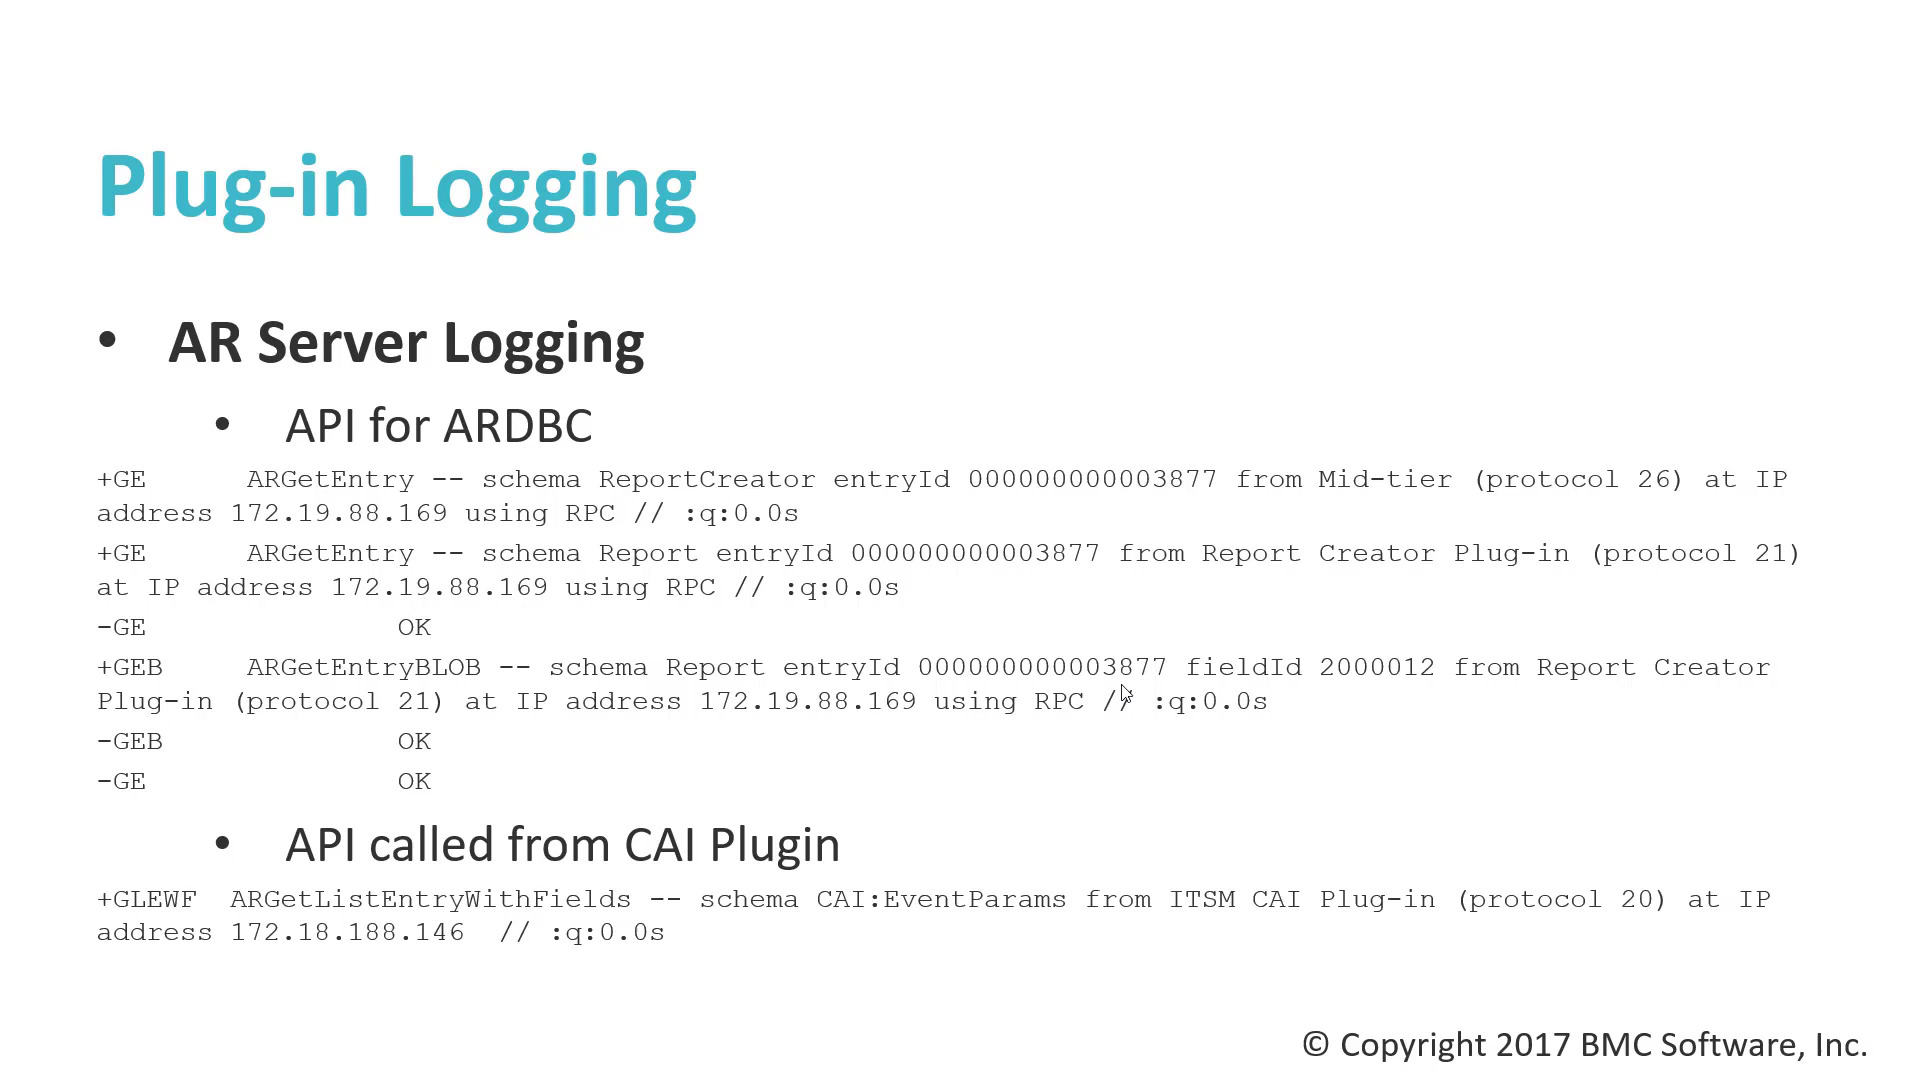 Plug-in Logging
• AR Server Logging
• API for ARDBC
+GE ARGetEntry -- schema ReportCreator entryId 000000000003877 from Mid-tier (protocol 26) at IP
address 172.19.88.169 using RPC // :q:0.0s
+GE ARGetEntry -- schema Report entryId 000000000003877 from Report Creator Plug-in (protocol 21)
at IP address 172.19.88.169 using RPC // :q:0.0s
-GE OK
+GEB ARGetEntryBLOB -- schema Report entryId 000000000003877 fieldId 2000012 from Report Creator
Plug-in (protocol 21) at IP address 172.19.88.169 using RPC // :q:0.0s
-GEB OK
-GE OK
• API called from CAI Plugin
+GLEWF ARGetListEntryWithFields -- schema CAI:EventParams from ITSM CAI Plug-in (protocol 20) at IP
address 172.18.188.146 // :q:0.0s
© Copyright 2017 BMC Software, Inc.